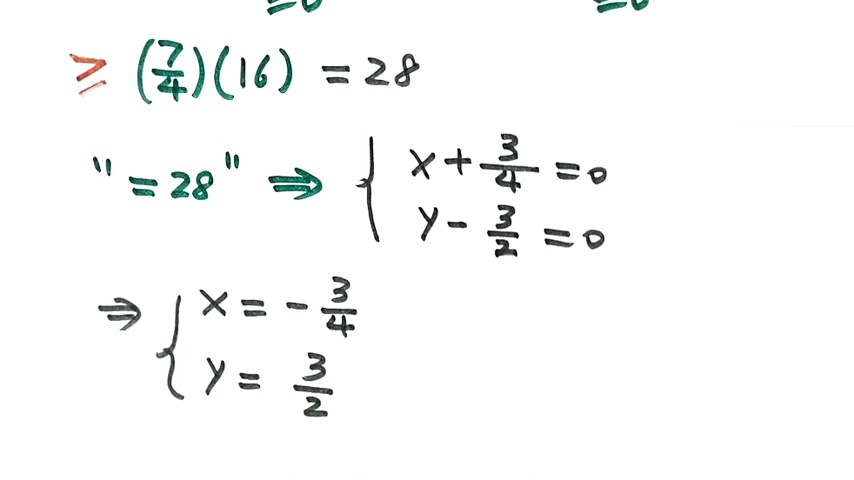 ≥ (7/4)(16) = 28
"=28" ⇒ { x + 3/4 = 0
y - 3/2 = 0
⇒ { x = - 3/4
y = 3/2